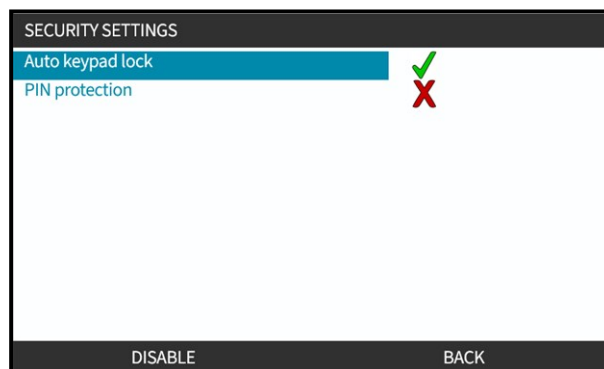 SECURITY SETTINGS
Auto keypad lock
PIN protection
DISABLE BACK